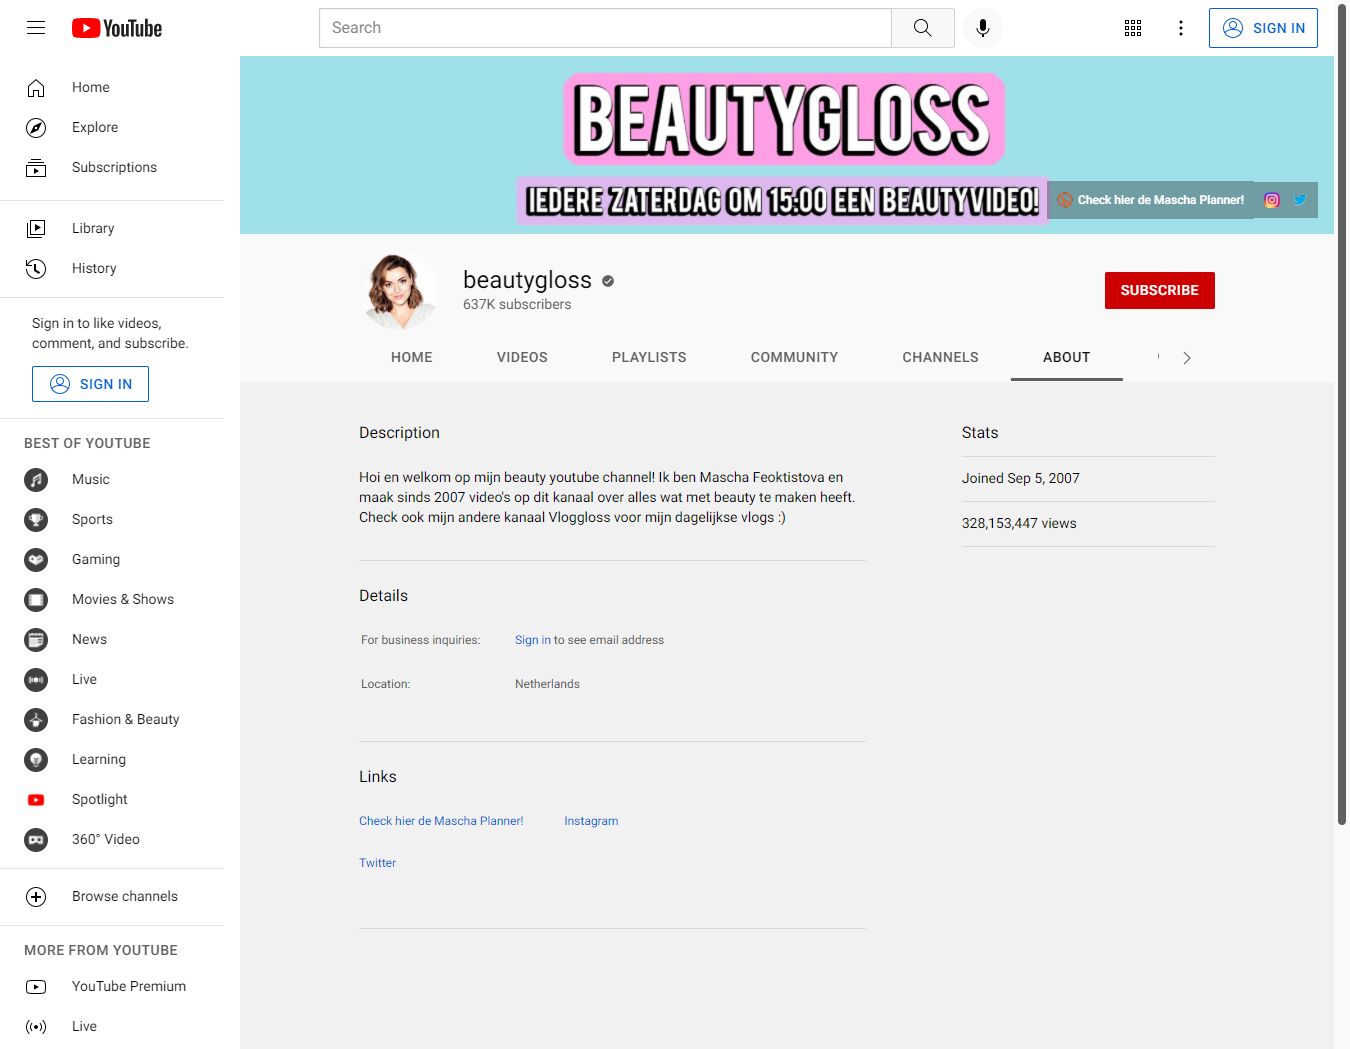 YouTube
Search
SIGN IN
Home
Explore
Subscriptions
Library
History
Sign in to like videos,
comment, and subscribe.
SIGN IN
BEST OF YOUTUBE
Music
Sports
Gaming
Movies & Shows
News
Live
Fashion & Beauty
Learning
Spotlight
360° Video
Browse channels
MORE FROM YOUTUBE
YouTube Premium
Live
BEAUTYGLOSS
IEDERE ZATERDAG OM 15:00 EEN BEAUTYVIDEO!
Check hier de Mascha Planner!
beautygloss
637K subscribers
SUBSCRIBE
HOME VIDEOS PLAYLISTS COMMUNITY CHANNELS ABOUT
Description
Hoi en welkom op mijn beauty youtube channel! Ik ben Mascha Feoktistova en
maak sinds 2007 video's op dit kanaal over alles wat met beauty te maken heeft.
Check ook mijn andere kanaal Vloggloss voor mijn dagelijkse vlogs :)
Details
For business inquiries: Sign in to see email address
Location: Netherlands
Links
Check hier de Mascha Planner! Instagram
Twitter
Stats
Joined Sep 5, 2007
328,153,447 views